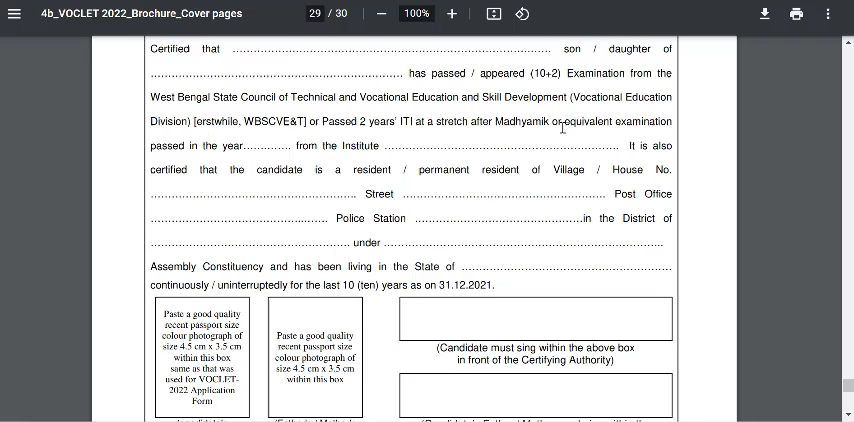 4b_VOCLET 2022_Brochure_Cover pages
29 / 30
100%
Certified that ………………………………………………………………………… son / daughter of
……………………………………………………………… has passed / appeared (10+2) Examination from the
West Bengal State Council of Technical and Vocational Education and Skill Development (Vocational Education
Division) [erstwhile, WBSCVE&T] or Passed 2 years' ITI at a stretch after Madhyamik or equivalent examination
passed in the year…………. from the Institute ………………………………………………………. It is also
certified that the candidate is a resident / permanent resident of Village / House No.
…………………………………………………. Street …………………………………………………. Post Office
……………………………………..……. Police Station …………………………………………in the District of
………………………………………………… under …………………………………………………………………..
Assembly Constituency and has been living in the State of ……………………………………………………
continuously / uninterruptedly for the last 10 (ten) years as on 31.12.2021.
Paste a good quality
recent passport size
colour photograph of
size 4.5 cm x 3.5 cm
within this box
same as that was
used for VOCLET-
2022 Application
Form
Paste a good quality
recent passport size
colour photograph of
size 4.5 cm x 3.5 cm
within this box
(Candidate must sing within the above box
in front of the Certifying Authority)